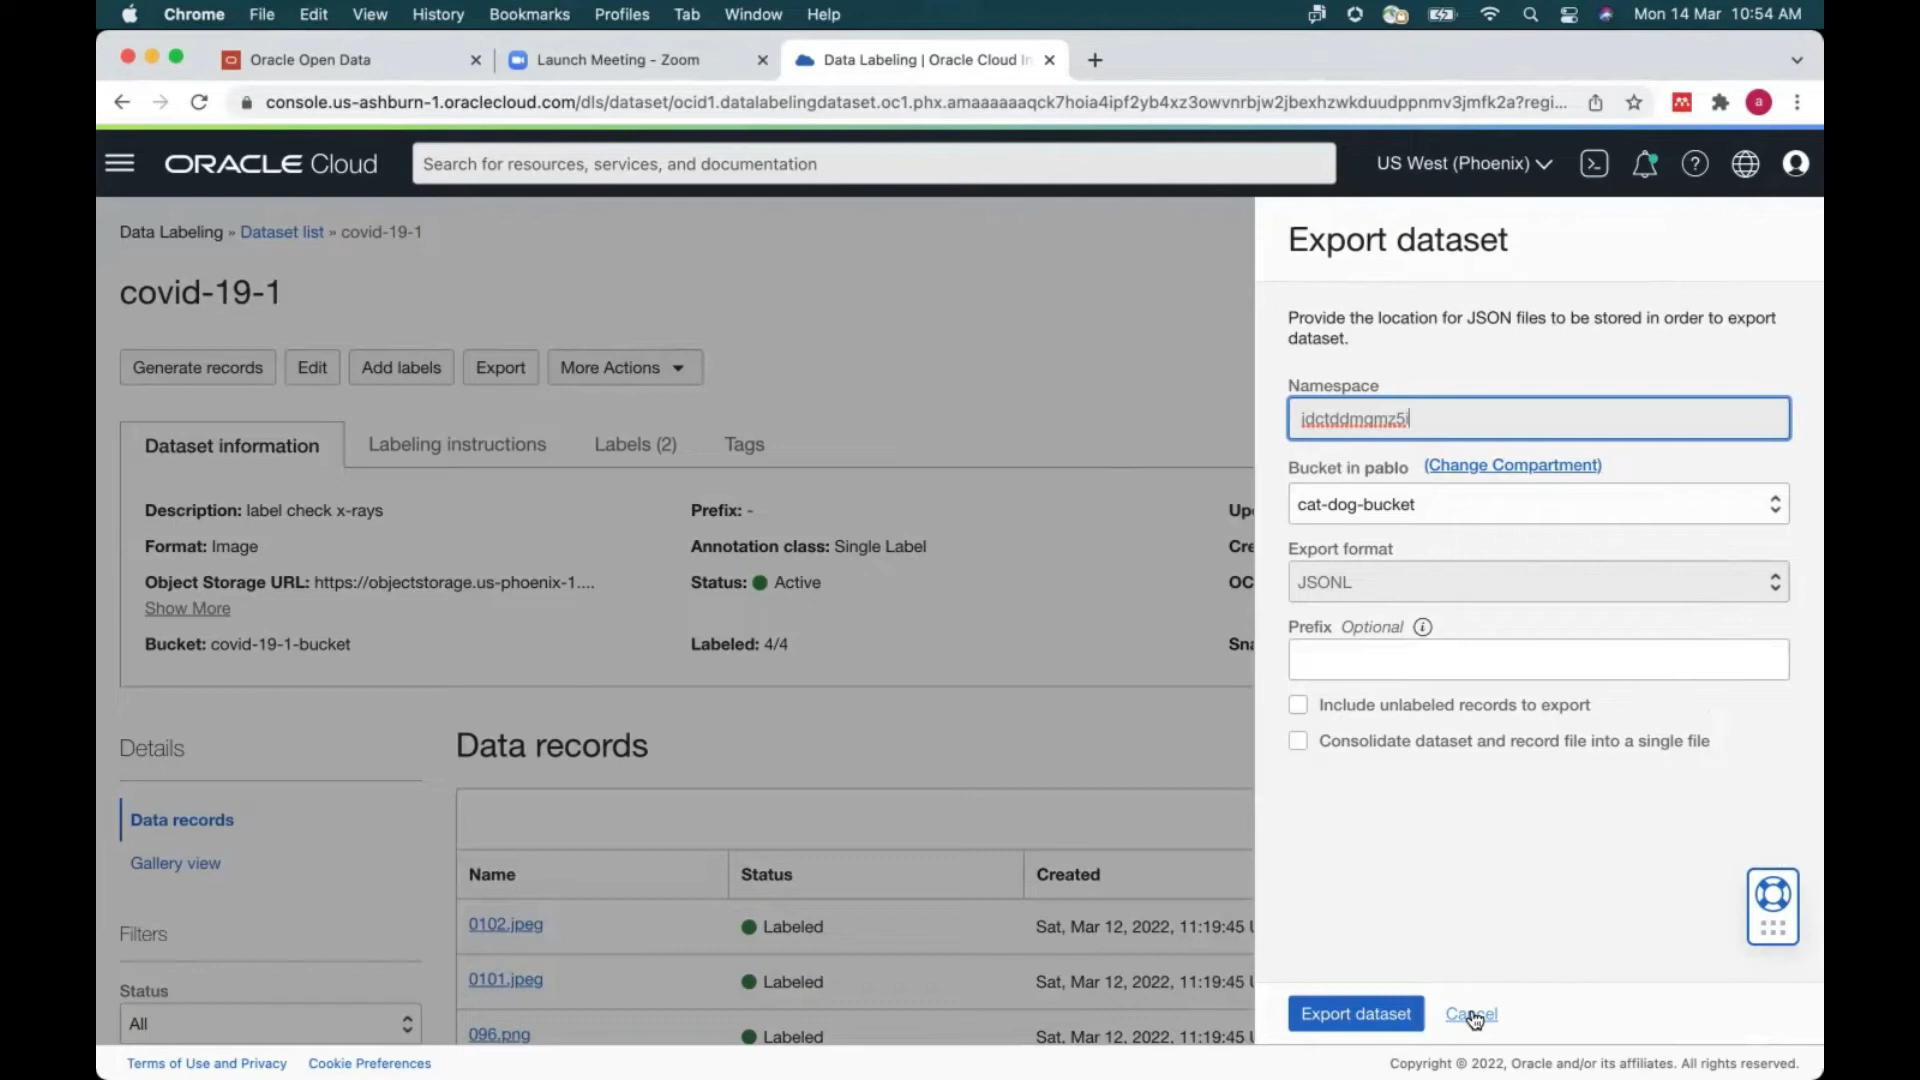 Chrome File Edit View History Bookmarks Profiles Tab Window Help Mon 14 Mar 10:54 AM
Oracle Open Data Launch Meeting - Zoom Data Labeling | Oracle Cloud In
console.us-ashburn-1.oraclecloud.com/dls/dataset/ocid1.datalabelingdataset.oc1.phx.amaaaaaaqck7hoia4ipf2yb4xz3owvnrbjw2jbexhzwkduudppnmv3jmfk2a?regi... a
ORACLE Cloud Search for resources, services, and documentation US West (Phoenix)
Data Labeling » Dataset list » covid-19-1
covid-19-1
Generate records Edit Add labels Export More Actions
Dataset information Labeling instructions Labels (2) Tags
Description: label check x-rays Prefix: - Up
Format: Image Annotation class: Single Label Cre
Object Storage URL: https://objectstorage.us-phoenix-1.... Status: Active OC
Show More
Bucket: covid-19-1-bucket Labeled: 4/4 Sna
Details
Data records
Gallery view
Filters
Status
All
Data records
Name Status Created
0102.jpeg Labeled Sat, Mar 12, 2022, 11:19:45 U
0101.jpeg Labeled Sat, Mar 12, 2022, 11:19:45 U
096.png Labeled Sat, Mar 12, 2022, 11:19:45 U
Export dataset
Provide the location for JSON files to be stored in order to export
dataset.
Namespace
idctddmqmz5i
Bucket in pablo (Change Compartment)
cat-dog-bucket
Export format
JSONL
Prefix Optional
Include unlabeled records to export
Consolidate dataset and record file into a single file
Export dataset Cancel
Terms of Use and Privacy Cookie Preferences Copyright © 2022, Oracle and/or its affiliates. All rights reserved.